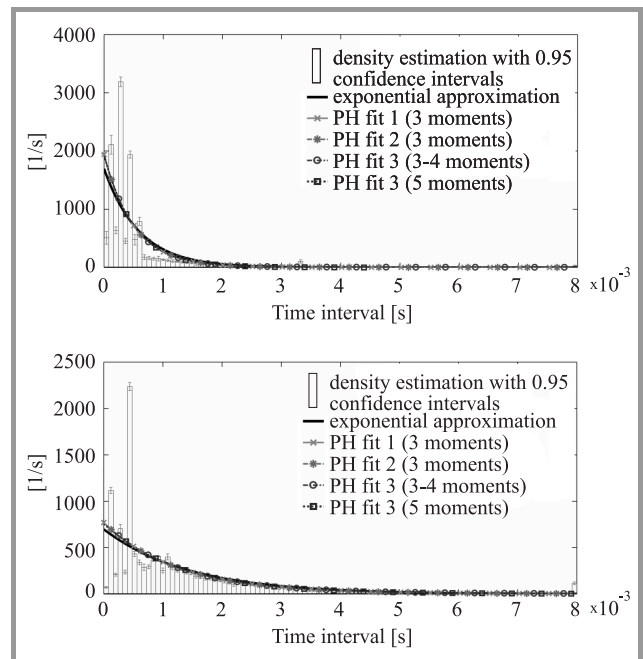 4000
3000
2000
1000
0
[1/s]
density estimation with 0.95
confidence intervals
exponential approximation
PH fit 1 (3 moments)
PH fit 2 (3 moments)
PH fit 3 (3-4 moments)
PH fit 3 (5 moments)
0 1 2 3 4 5 6 7 8 ×10⁻³
Time interval [s]
2500
2000
1500
1000
500
0
[1/s]
density estimation with 0.95
confidence intervals
exponential approximation
PH fit 1 (3 moments)
PH fit 2 (3 moments)
PH fit 3 (3-4 moments)
PH fit 3 (5 moments)
0 1 2 3 4 5 6 7 8 ×10⁻³
Time interval [s]